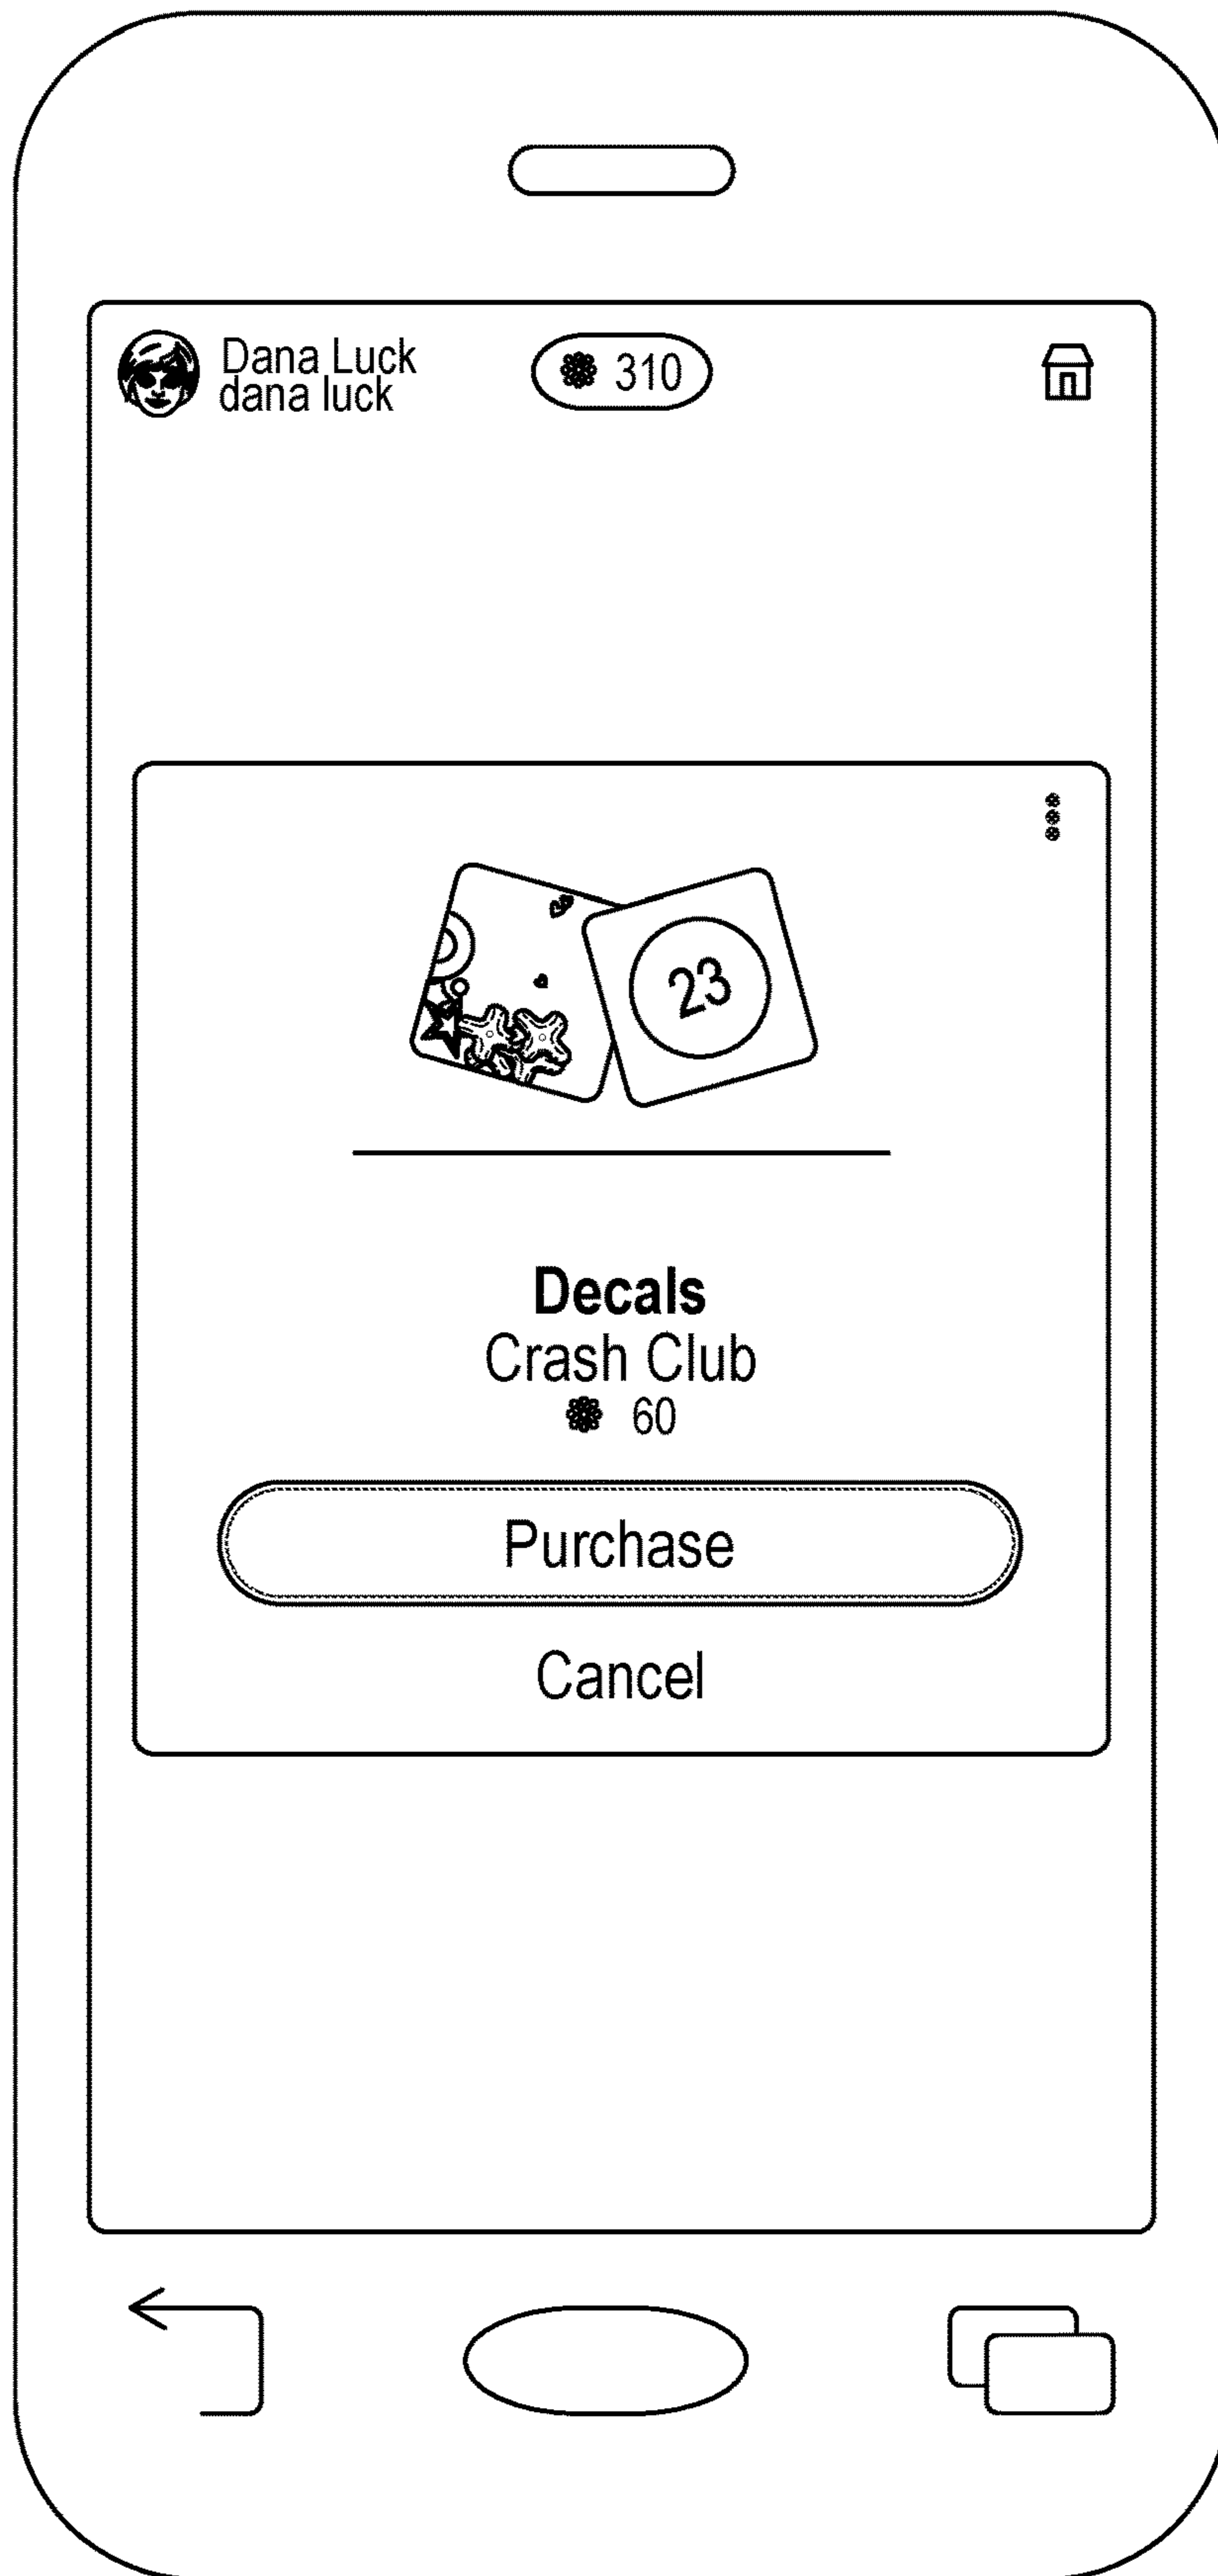 Dana Luck
dana luck
310
23
Decals
Crash Club
60
Purchase
Cancel